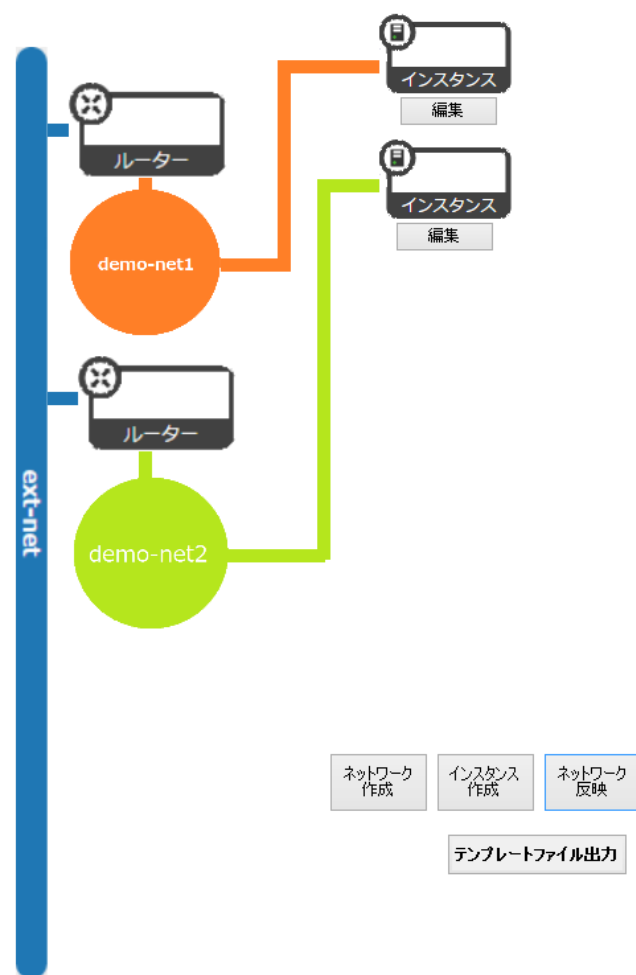 インスタンス
編集
ルーター
インスタンス
編集
demo-net1
ルーター
ext-net
demo-net2
ネットワーク
作成
インスタンス
作成
ネットワーク
反映
テンプレートファイル出力